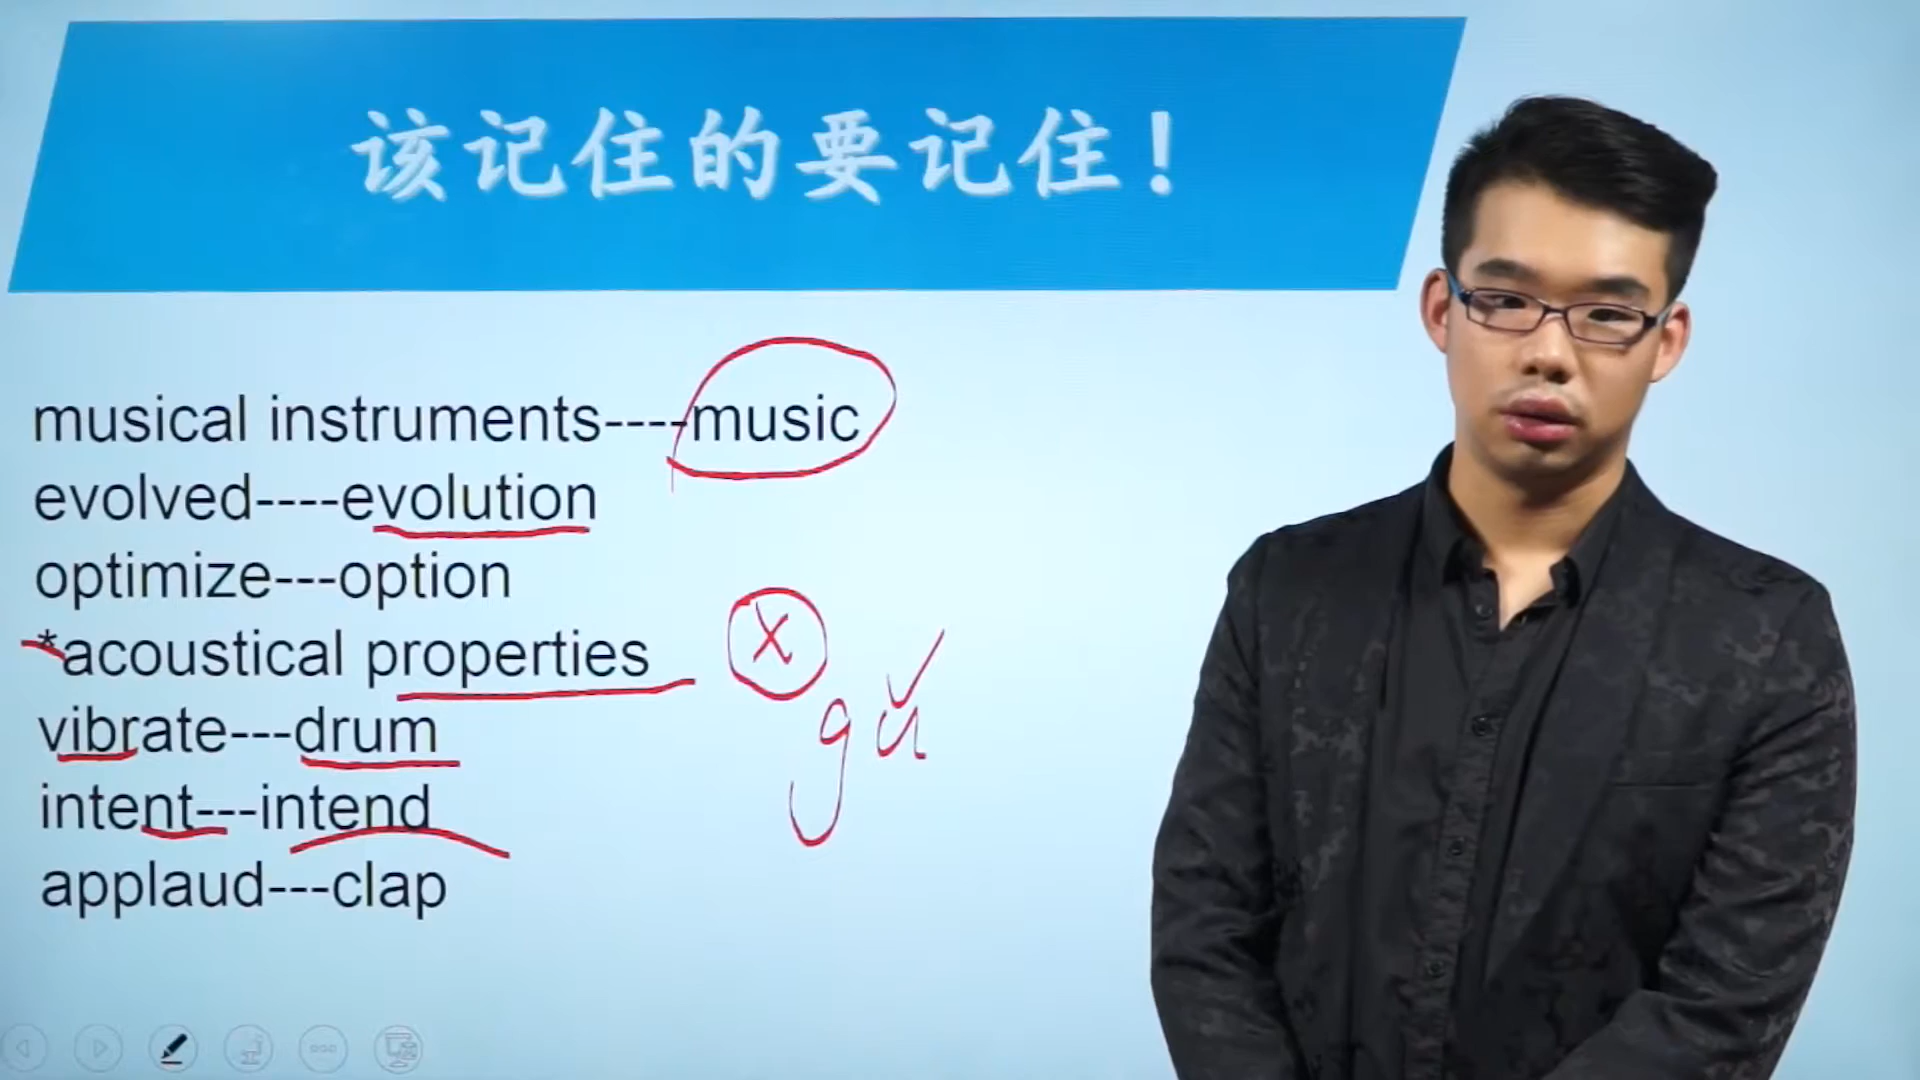 该记住的要记住！
musical instruments----music
evolved----evolution
optimize---option
*acoustical properties
x
vibrate---drum
gu
intent---intend
applaud---clap